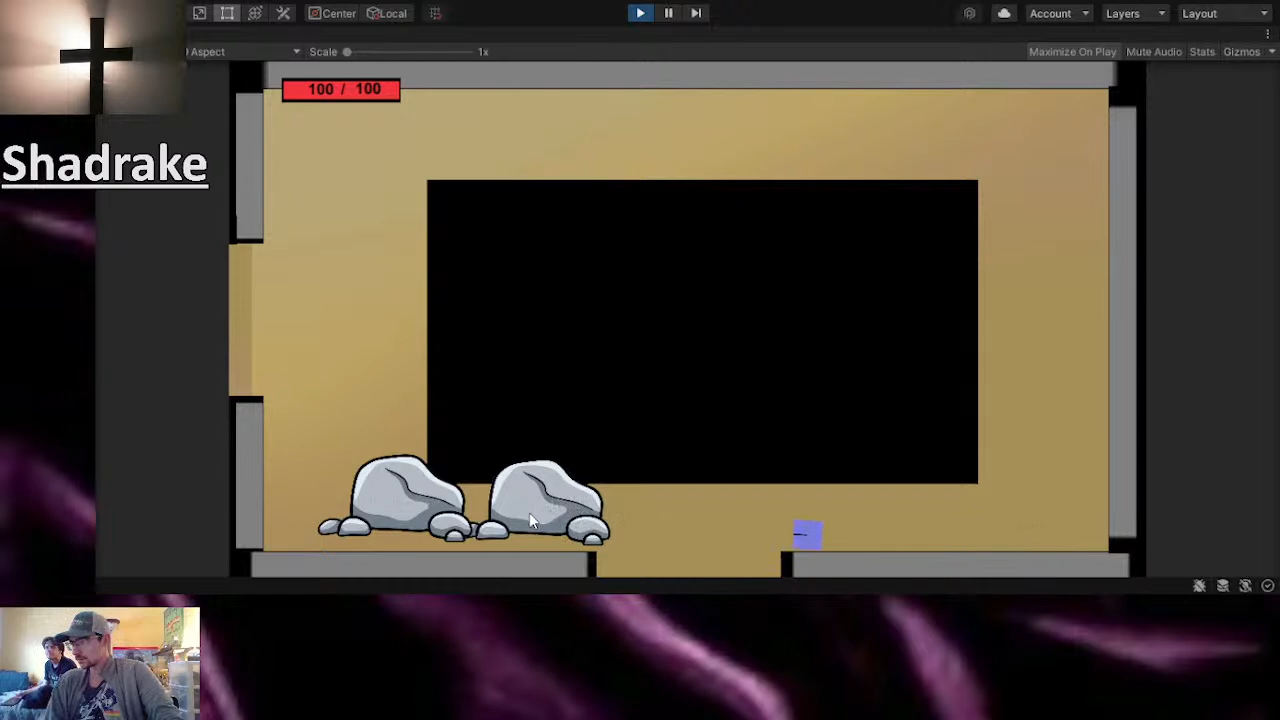 Center
Local
Account
Layers
Layout
Aspect
Scale
1x
Maximize On Play
Mute Audio
Stats
Gizmos
100 / 100
Shadrake